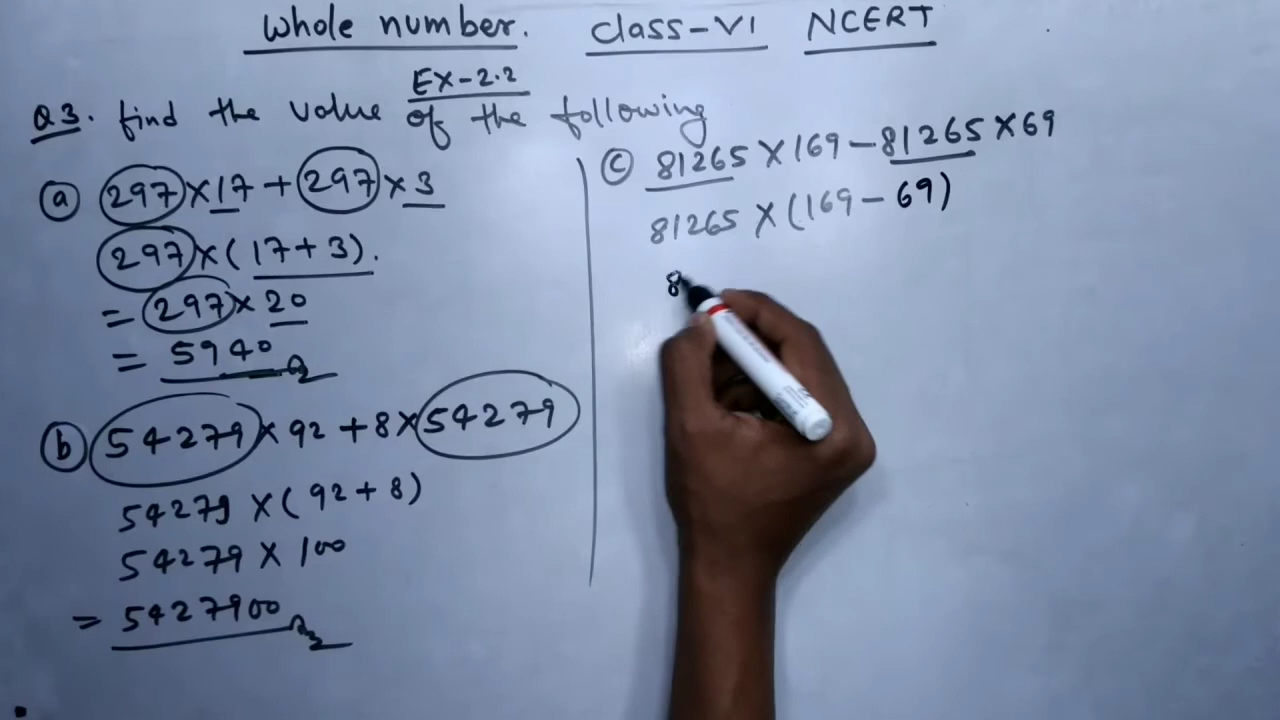 Whole number. Class-VI NCERT
EX-2.2
Q3. find the value of the following
(a) 297 × 17 + 297 × 3
297 × (17 + 3).
= 297 × 20
= 5940
(b) 54279 × 92 + 8 × 54279
54279 × (92 + 8)
54279 × 100
= 5427900
(c) 81265 × 169 - 81265 × 69
81265 × (169 - 69)
8